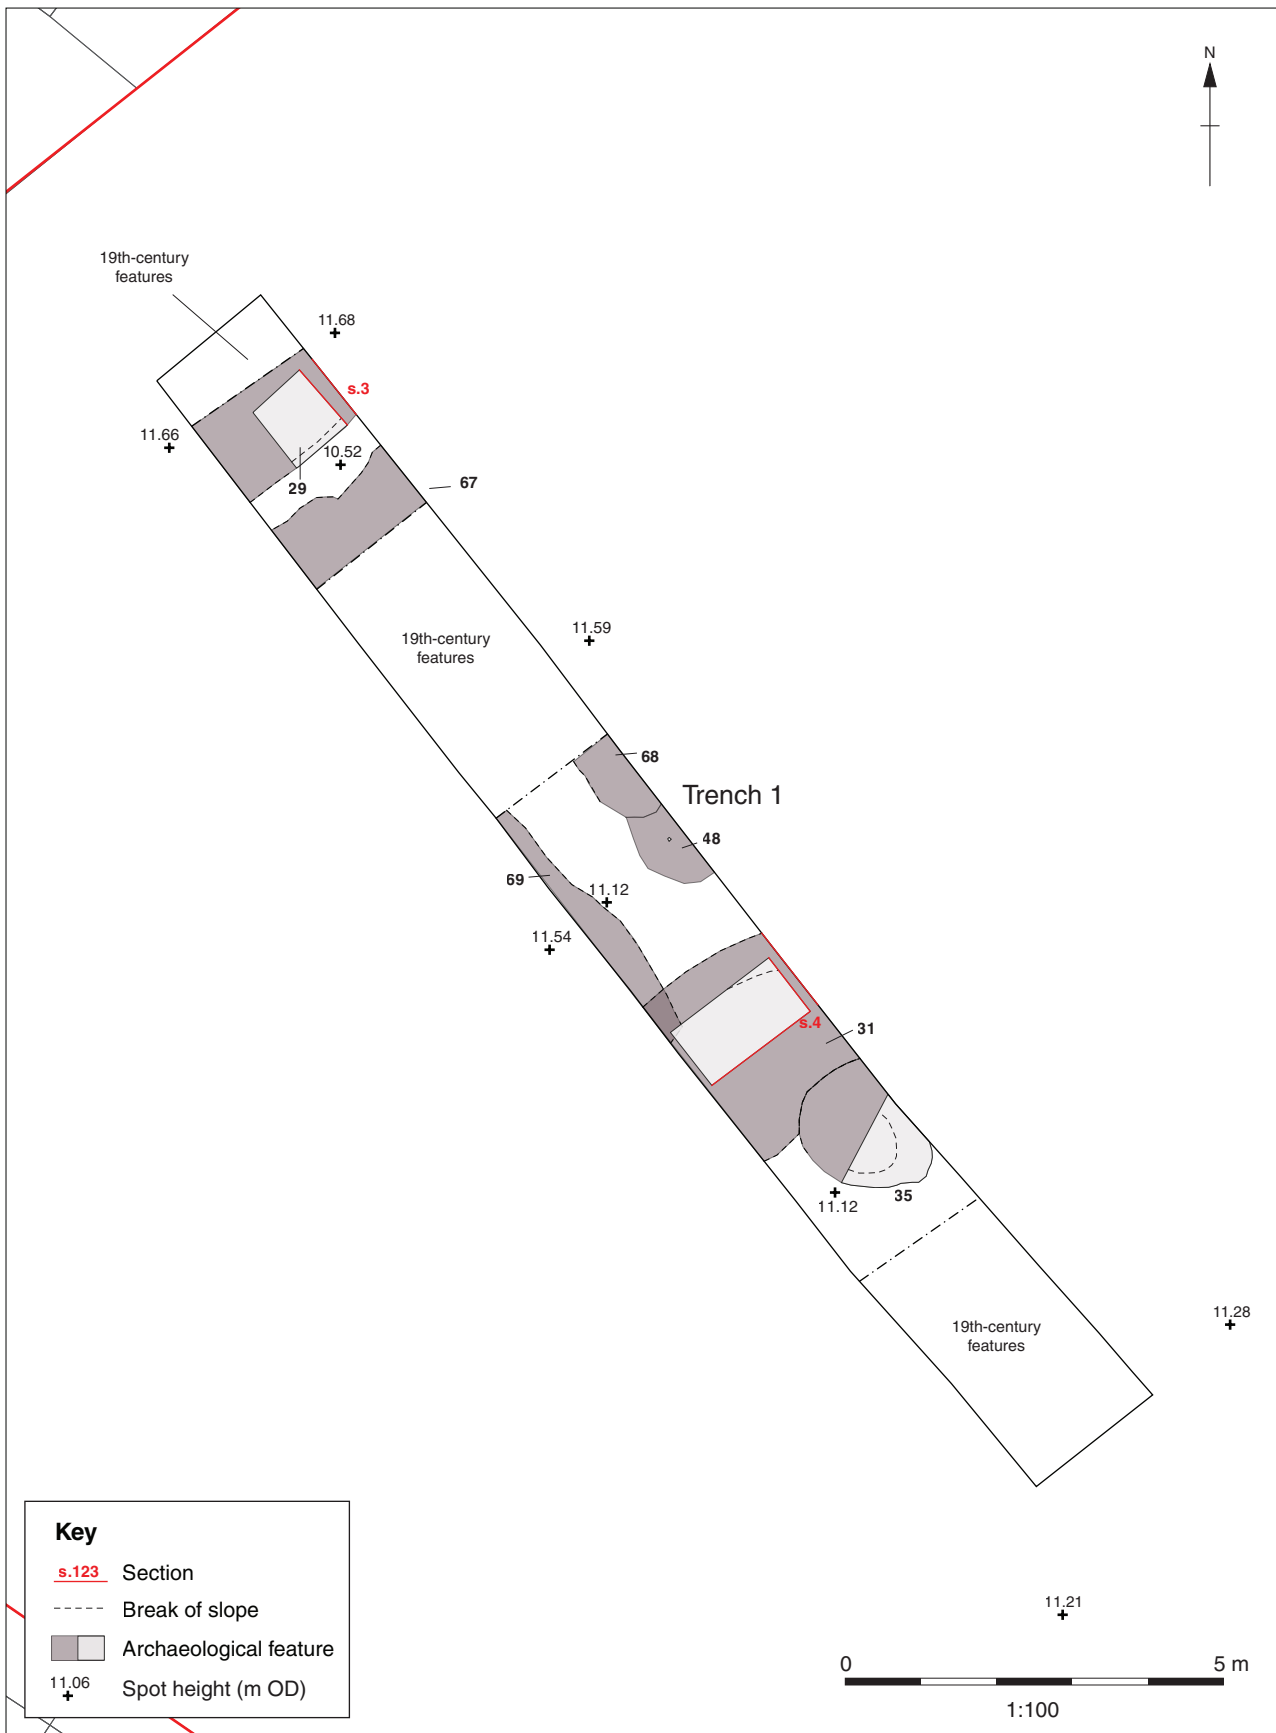 N
19th-century
features
11.68
s.3
11.66
10.52
29
67
19th-century
features
11.59
68
Trench 1
48
69
11.12
11.54
s.4
31
11.12
35
19th-century
features
11.28
11.21
Key
s.123 Section
Break of slope
Archaeological feature
11.06 Spot height (m OD)
0 5 m
1:100